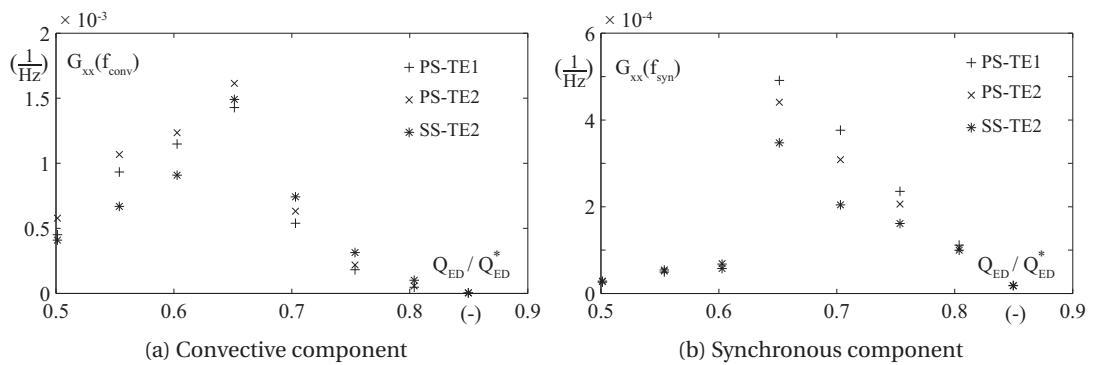 × 10⁻³
2
1.5
1
0.5
0
(1/Hz)
G_xx(f_conv)
+ PS-TE1
× PS-TE2
* SS-TE2
Q_ED / Q*_ED
0.5 0.6 0.7 0.8 (-) 0.9
(a) Convective component
× 10⁻⁴
6
4
2
0
(1/Hz)
G_xx(f_syn)
+ PS-TE1
× PS-TE2
* SS-TE2
Q_ED / Q*_ED
0.5 0.6 0.7 0.8 (-) 0.9
(b) Synchronous component